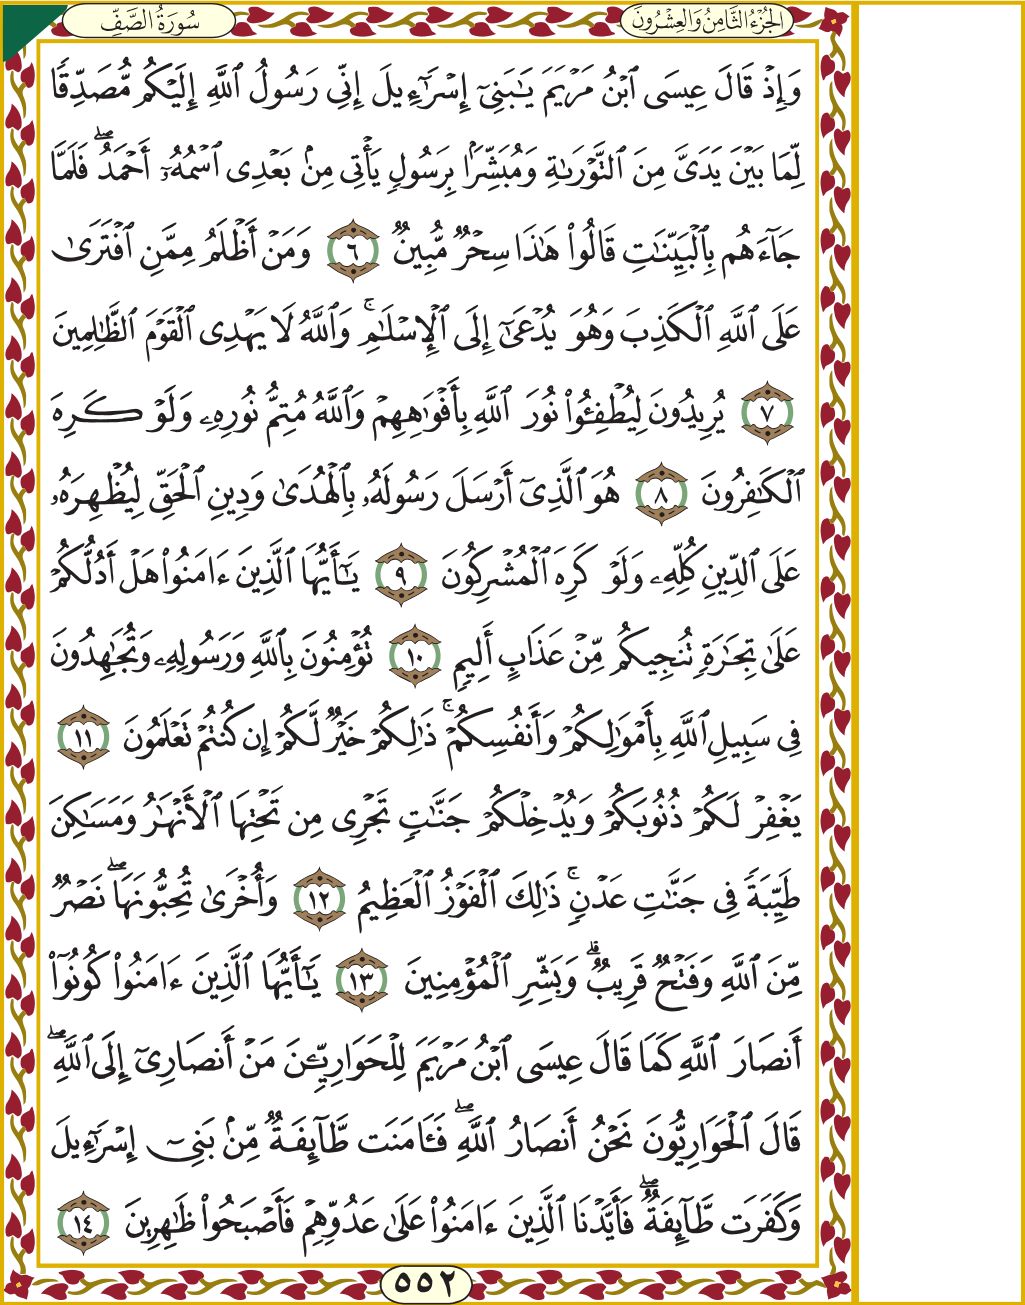 الجُزْءُ الثَّامِنُ وَالعِشْرُونَ
سُورَةُ الصَّفِّ
وَإِذْ قَالَ عِيسَى ٱبْنُ مَرْيَمَ يَـٰبَنِىٓ إِسْرَٰٓءِيلَ إِنِّى رَسُولُ ٱللَّهِ إِلَيْكُم مُّصَدِّقًا
لِّمَا بَيْنَ يَدَىَّ مِنَ ٱلتَّوْرَىٰةِ وَمُبَشِّرًۢا بِرَسُولٍ يَأْتِى مِنۢ بَعْدِى ٱسْمُهُۥٓ أَحْمَدُ ۖ فَلَمَّا
جَآءَهُم بِٱلْبَيِّنَـٰتِ قَالُوا۟ هَـٰذَا سِحْرٌ مُّبِينٌ ٦ وَمَنْ أَظْلَمُ مِمَّنِ ٱفْتَرَىٰ
عَلَى ٱللَّهِ ٱلْكَذِبَ وَهُوَ يُدْعَىٰٓ إِلَى ٱلْإِسْلَـٰمِ ۚ وَٱللَّهُ لَا يَهْدِى ٱلْقَوْمَ ٱلظَّـٰلِمِينَ
٧ يُرِيدُونَ لِيُطْفِـُٔوا۟ نُورَ ٱللَّهِ بِأَفْوَٰهِهِمْ وَٱللَّهُ مُتِمُّ نُورِهِۦ وَلَوْ كَرِهَ
ٱلْكَـٰفِرُونَ ٨ هُوَ ٱلَّذِىٓ أَرْسَلَ رَسُولَهُۥ بِٱلْهُدَىٰ وَدِينِ ٱلْحَقِّ لِيُظْهِرَهُۥ
عَلَى ٱلدِّينِ كُلِّهِۦ وَلَوْ كَرِهَ ٱلْمُشْرِكُونَ ٩ يَـٰٓأَيُّهَا ٱلَّذِينَ ءَامَنُوا۟ هَلْ أَدُلُّكُمْ
عَلَىٰ تِجَـٰرَةٍ تُنجِيكُم مِّنْ عَذَابٍ أَلِيمٍ ١٠ تُؤْمِنُونَ بِٱللَّهِ وَرَسُولِهِۦ وَتُجَـٰهِدُونَ
فِى سَبِيلِ ٱللَّهِ بِأَمْوَٰلِكُمْ وَأَنفُسِكُمْ ۚ ذَٰلِكُمْ خَيْرٌ لَّكُمْ إِن كُنتُمْ تَعْلَمُونَ ١١
يَغْفِرْ لَكُمْ ذُنُوبَكُمْ وَيُدْخِلْكُمْ جَنَّـٰتٍ تَجْرِى مِن تَحْتِهَا ٱلْأَنْهَـٰرُ وَمَسَـٰكِنَ
طَيِّبَةً فِى جَنَّـٰتِ عَدْنٍ ۚ ذَٰلِكَ ٱلْفَوْزُ ٱلْعَظِيمُ ١٢ وَأُخْرَىٰ تُحِبُّونَهَا ۖ نَصْرٌ
مِّنَ ٱللَّهِ وَفَتْحٌ قَرِيبٌ ۗ وَبَشِّرِ ٱلْمُؤْمِنِينَ ١٣ يَـٰٓأَيُّهَا ٱلَّذِينَ ءَامَنُوا۟ كُونُوٓا۟
أَنصَارَ ٱللَّهِ كَمَا قَالَ عِيسَى ٱبْنُ مَرْيَمَ لِلْحَوَارِيِّـۧنَ مَنْ أَنصَارِىٓ إِلَى ٱللَّهِ ۖ
قَالَ ٱلْحَوَارِيُّونَ نَحْنُ أَنصَارُ ٱللَّهِ ۖ فَـَٔامَنَت طَّآئِفَةٌ مِّنۢ بَنِىٓ إِسْرَٰٓءِيلَ
وَكَفَرَت طَّآئِفَةٌ ۖ فَأَيَّدْنَا ٱلَّذِينَ ءَامَنُوا۟ عَلَىٰ عَدُوِّهِمْ فَأَصْبَحُوا۟ ظَـٰهِرِينَ ١٤
٥٥٢